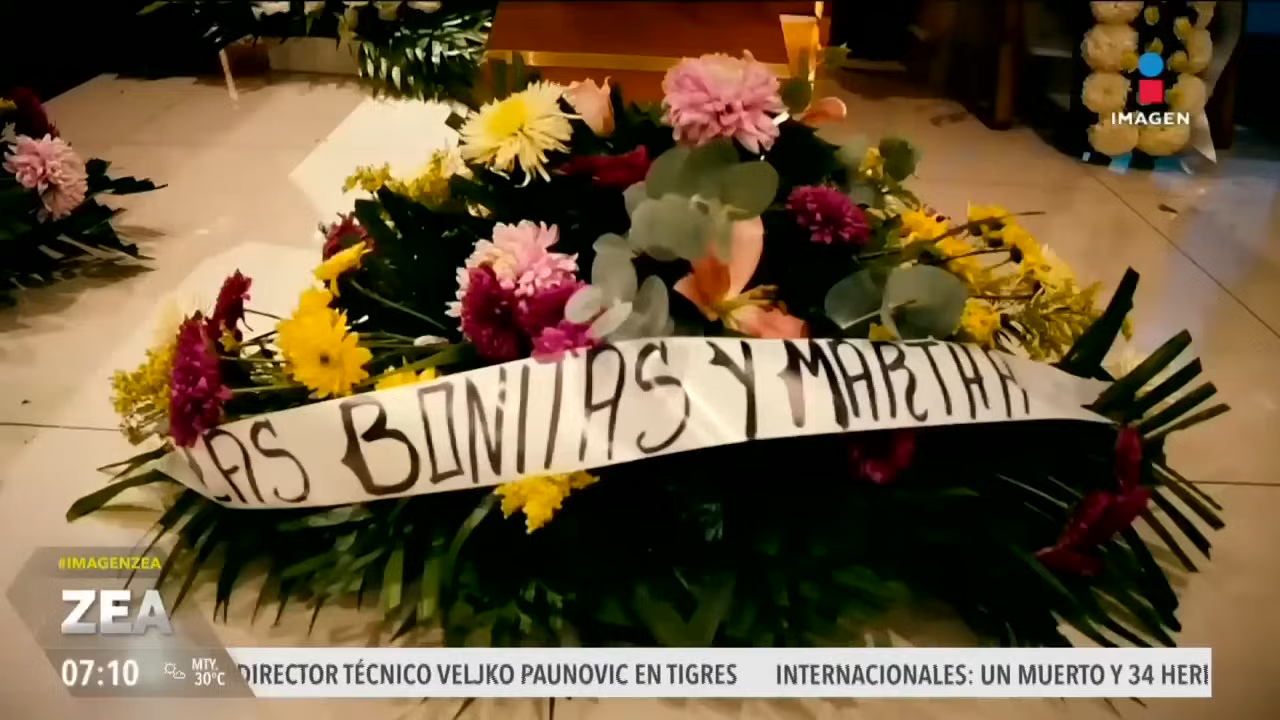 IMAGEN
LAS BONITAS Y MARTHA
#IMAGENZEA
ZEA
07:10
MTY.
30°C
DIRECTOR TÉCNICO VELJKO PAUNOVIC EN TIGRES INTERNACIONALES: UN MUERTO Y 34 HERI